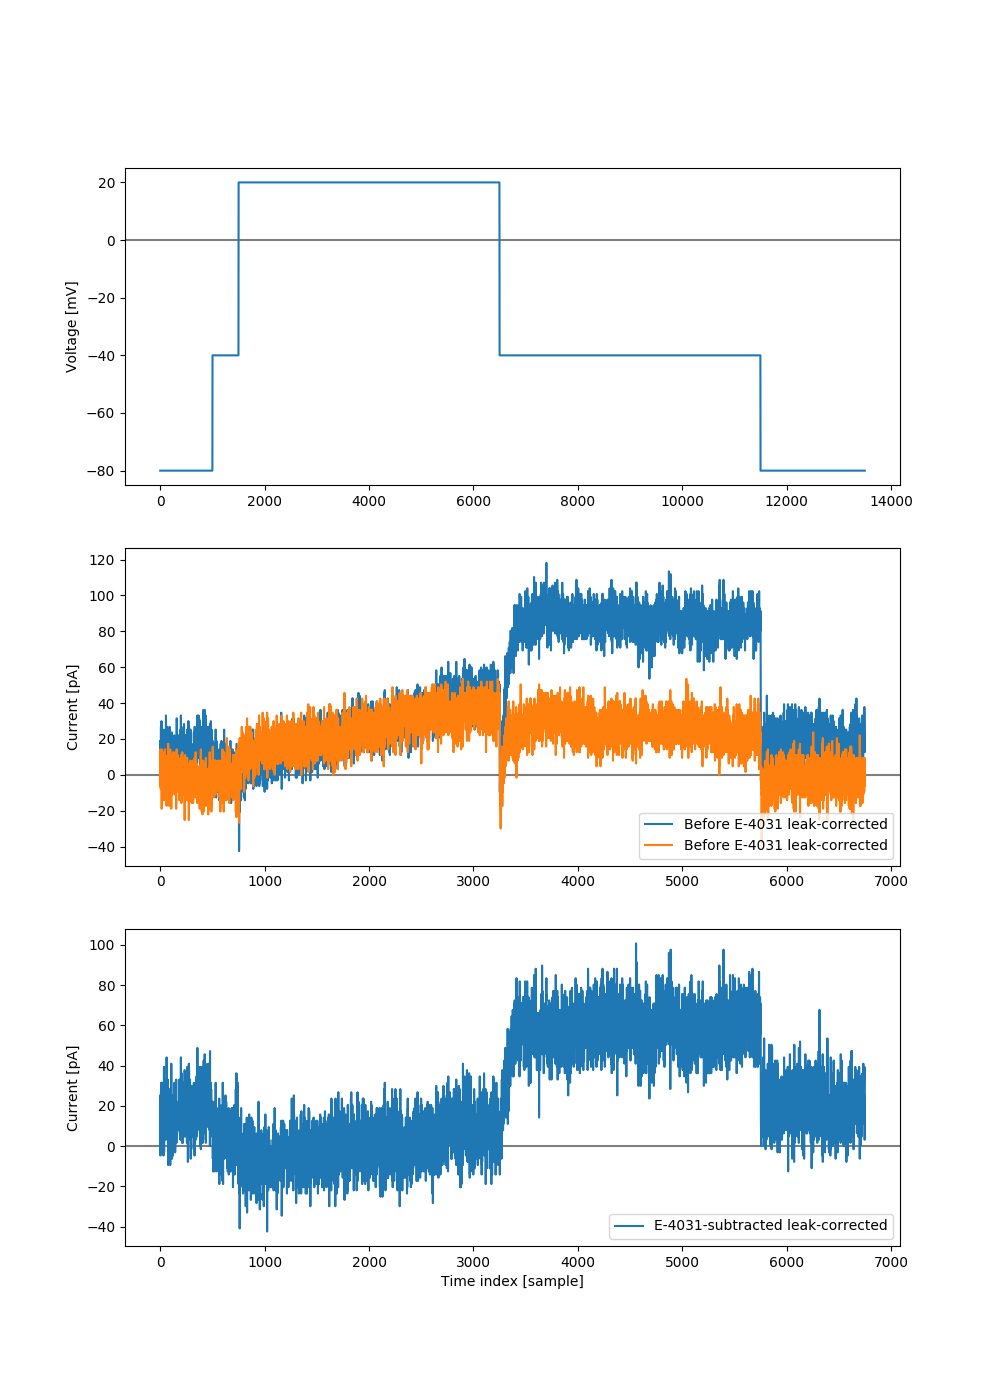 20
0
−20
−40
−60
−80
Voltage [mV]
0 2000 4000 6000 8000 10000 12000 14000
120
100
80
60
40
20
0
−20
−40
Current [pA]
Before E-4031 leak-corrected
Before E-4031 leak-corrected
0 1000 2000 3000 4000 5000 6000 7000
100
80
60
40
20
0
−20
−40
Current [pA]
E-4031-subtracted leak-corrected
0 1000 2000 3000 4000 5000 6000 7000
Time index [sample]